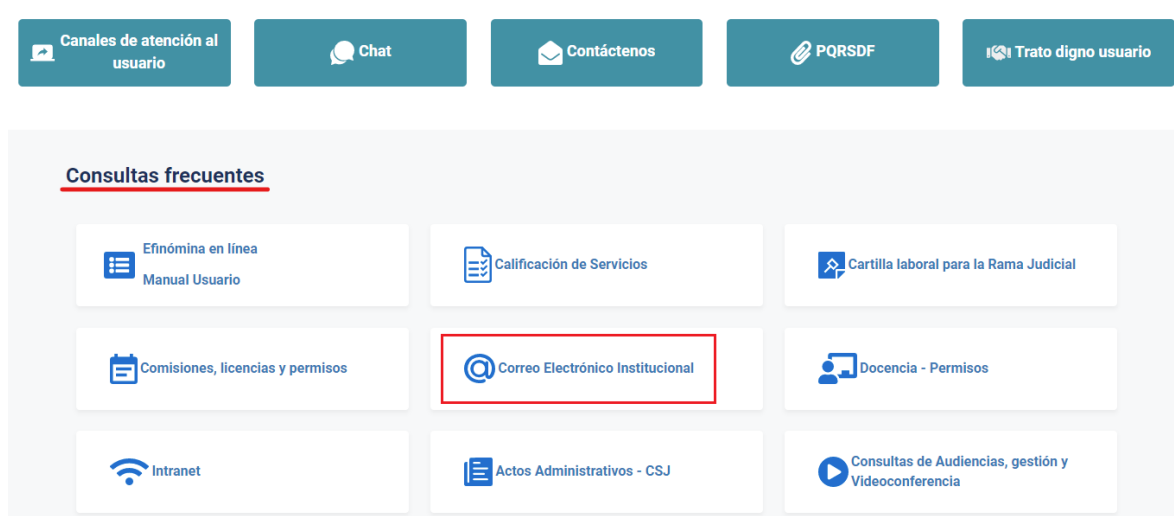 Canales de atención al
usuario
Chat
Contáctenos
PQRSDF
Trato digno usuario
Consultas frecuentes
Efinómina en línea
Manual Usuario
Calificación de Servicios
Cartilla laboral para la Rama Judicial
Comisiones, licencias y permisos
Correo Electrónico Institucional
Docencia - Permisos
Intranet
Actos Administrativos - CSJ
Consultas de Audiencias, gestión y
Videoconferencia